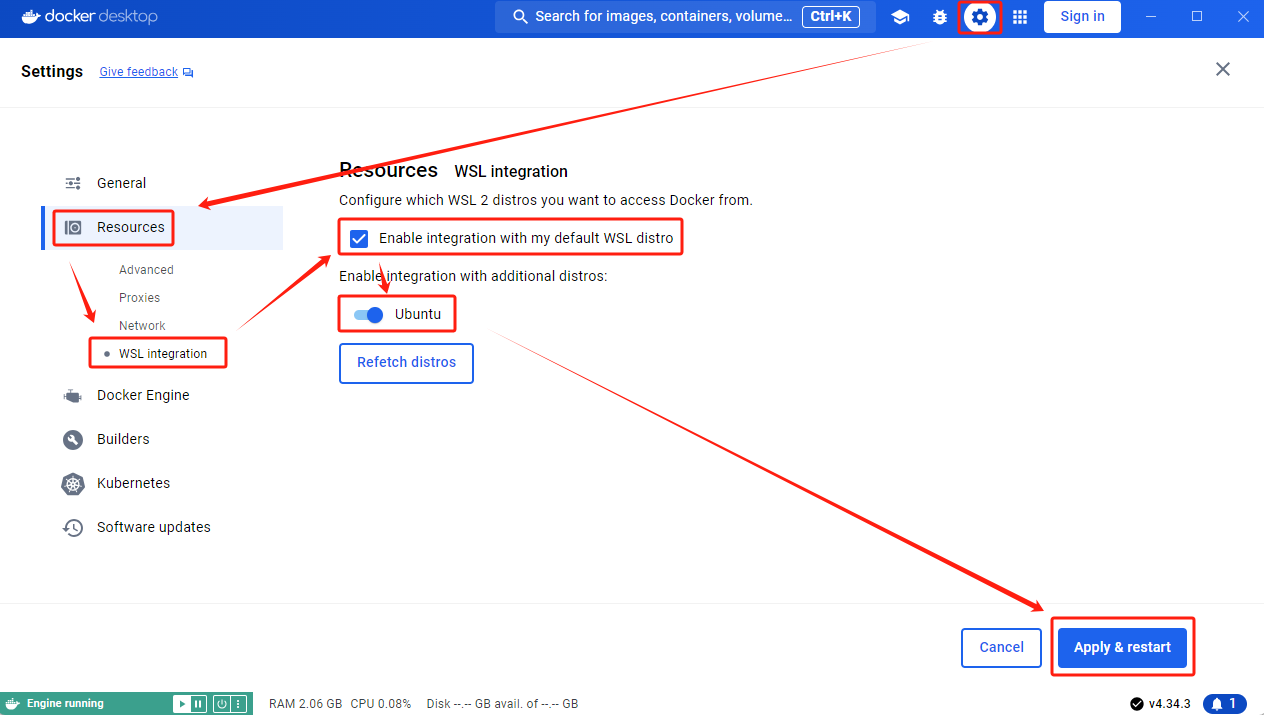 docker desktop
Search for images, containers, volume...
Ctrl+K
Sign in
Settings
Give feedback
General
Resources
Advanced
Proxies
Network
WSL integration
Docker Engine
Builders
Kubernetes
Software updates
Resources WSL integration
Configure which WSL 2 distros you want to access Docker from.
Enable integration with my default WSL distro
Enable integration with additional distros:
Ubuntu
Refetch distros
Cancel
Apply & restart
Engine running
RAM 2.06 GB CPU 0.08% Disk --.-- GB avail. of --.-- GB
v4.34.3
1